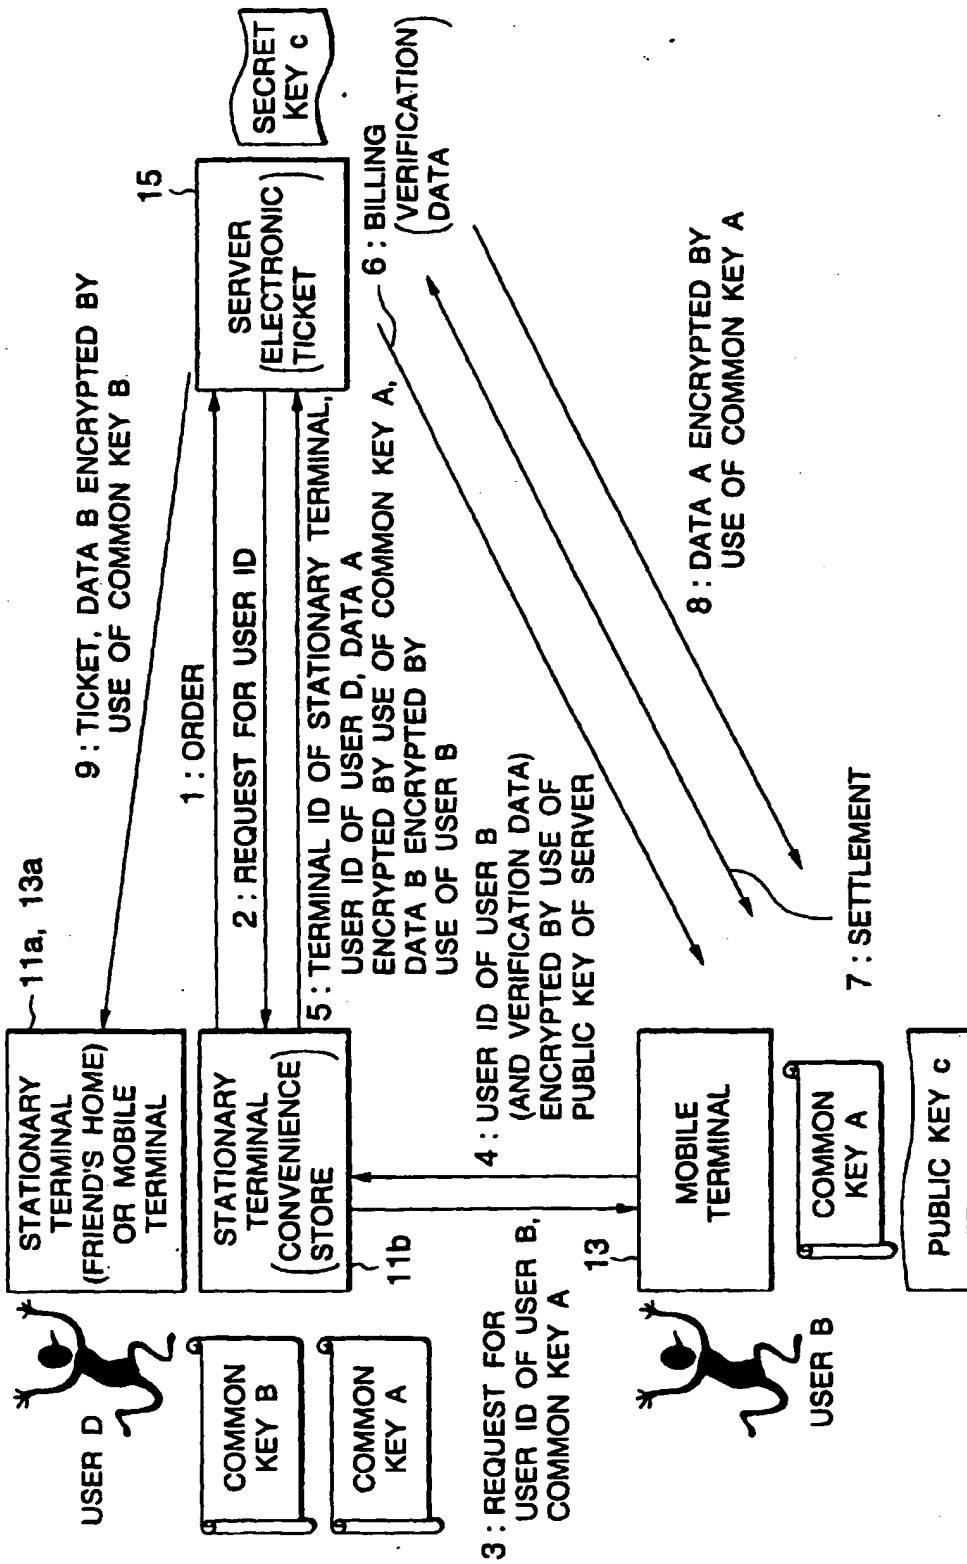 USER D
STATIONARY
TERMINAL
(FRIEND'S HOME)
OR MOBILE
TERMINAL
11a, 13a
9 : TICKET, DATA B ENCRYPTED BY
USE OF COMMON KEY B
15
COMMON
KEY B
COMMON
KEY A
STATIONARY
TERMINAL
(CONVENIENCE
STORE)
11b
1 : ORDER
2 : REQUEST FOR USER ID
5 : TERMINAL ID OF STATIONARY TERMINAL,
USER ID OF USER D, DATA A
ENCRYPTED BY USE OF COMMON KEY A,
DATA B ENCRYPTED BY
USE OF USER B
SERVER
(ELECTRONIC
TICKET)
SECRET
KEY c
6 : BILLING
(VERIFICATION
DATA)
3 : REQUEST FOR
USER ID OF USER B,
COMMON KEY A
4 : USER ID OF USER B
(AND VERIFICATION DATA)
ENCRYPTED BY USE OF
PUBLIC KEY OF SERVER
8 : DATA A ENCRYPTED BY
USE OF COMMON KEY A
13
MOBILE
TERMINAL
7 : SETTLEMENT
USER B
COMMON
KEY A
PUBLIC KEY c